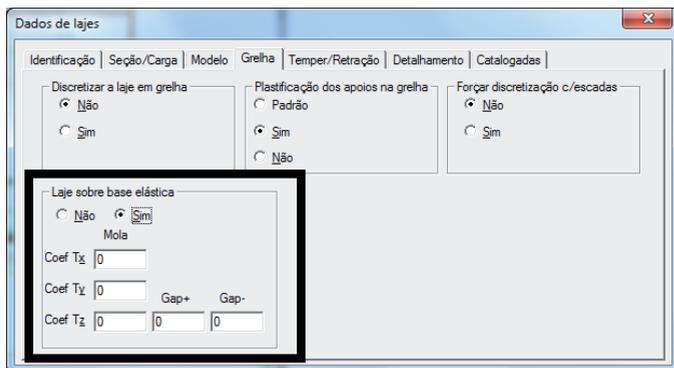 Dados de lajes
Identificação Seção/Carga Modelo Grelha Temper/Retração Detalhamento Catalogadas
Discretizar a laje em grelha
Não
Sim
Plastificação dos apoios na grelha
Padrão
Sim
Não
Forçar discretização c/escadas
Não
Sim
Laje sobre base elástica
Não Sim
Mola
Coef Tx 0
Coef Ty 0
Gap+ Gap-
Coef Tz 0 0 0